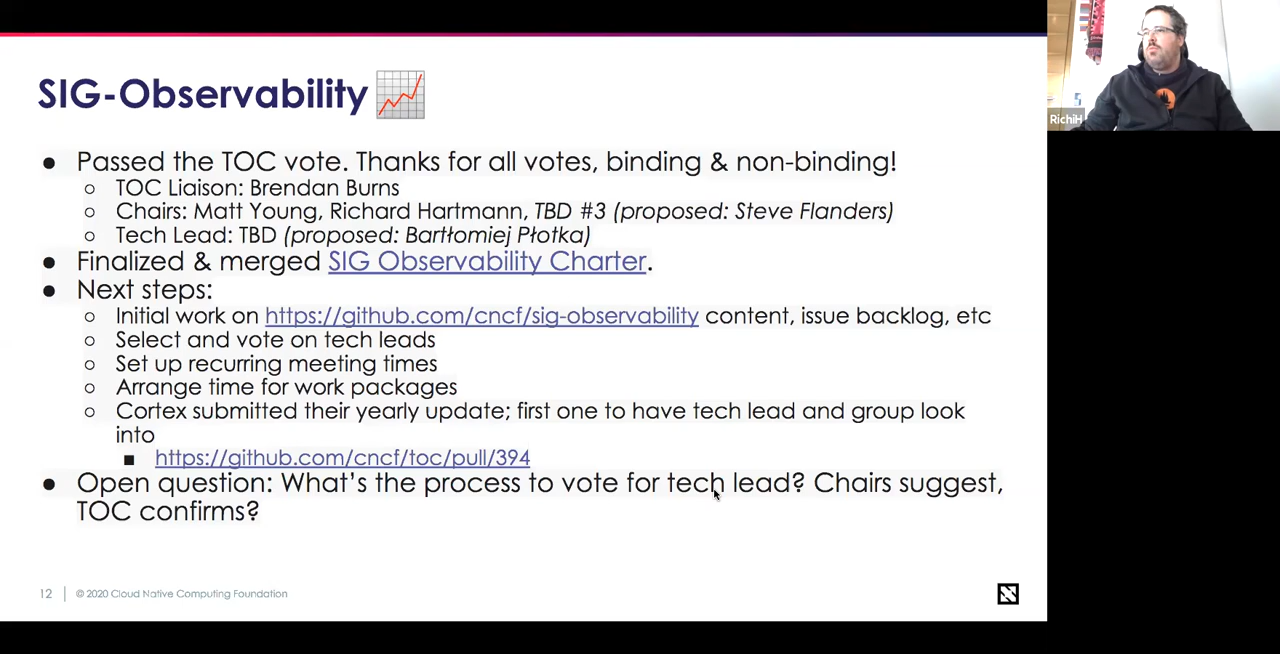 SIG-Observability
● Passed the TOC vote. Thanks for all votes, binding & non-binding!
○ TOC Liaison: Brendan Burns
○ Chairs: Matt Young, Richard Hartmann, TBD #3 (proposed: Steve Flanders)
○ Tech Lead: TBD (proposed: Bartłomiej Płotka)
● Finalized & merged SIG Observability Charter.
● Next steps:
○ Initial work on https://github.com/cncf/sig-observability content, issue backlog, etc
○ Select and vote on tech leads
○ Set up recurring meeting times
○ Arrange time for work packages
○ Cortex submitted their yearly update; first one to have tech lead and group look
into
■ https://github.com/cncf/toc/pull/394
● Open question: What's the process to vote for tech lead? Chairs suggest,
TOC confirms?
12 | © 2020 Cloud Native Computing Foundation
RichiH